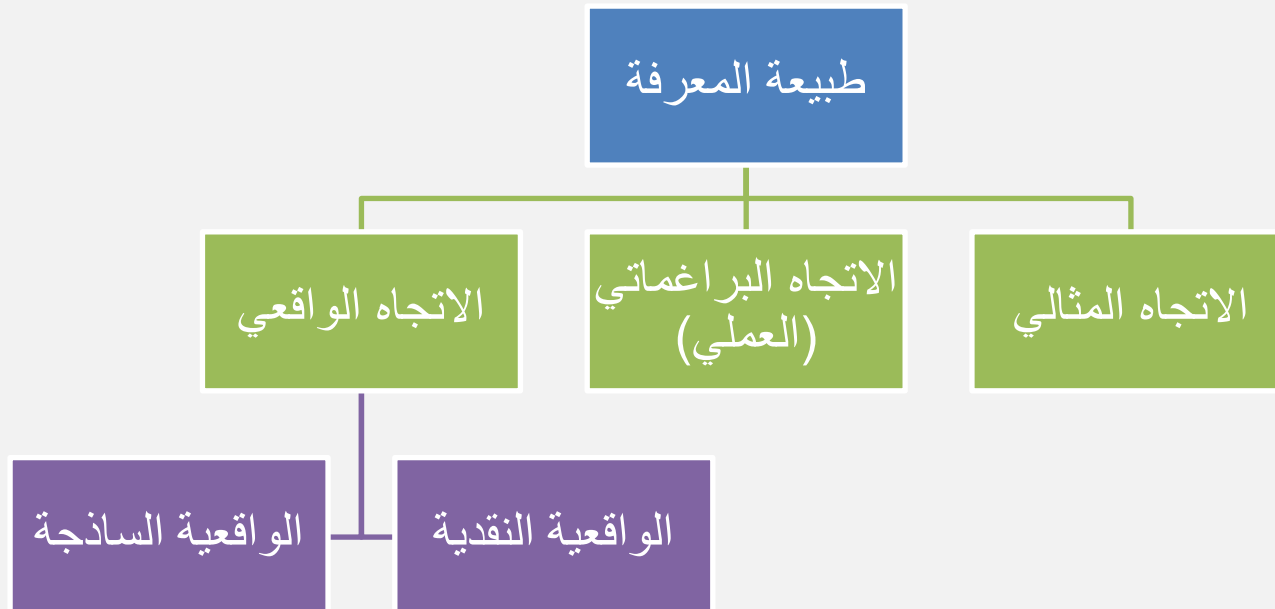 طبيعة المعرفة
الاتجاه المثالي
الاتجاه البراغماتي
(العملي)
الاتجاه الواقعي
الواقعية النقدية
الواقعية الساذجة